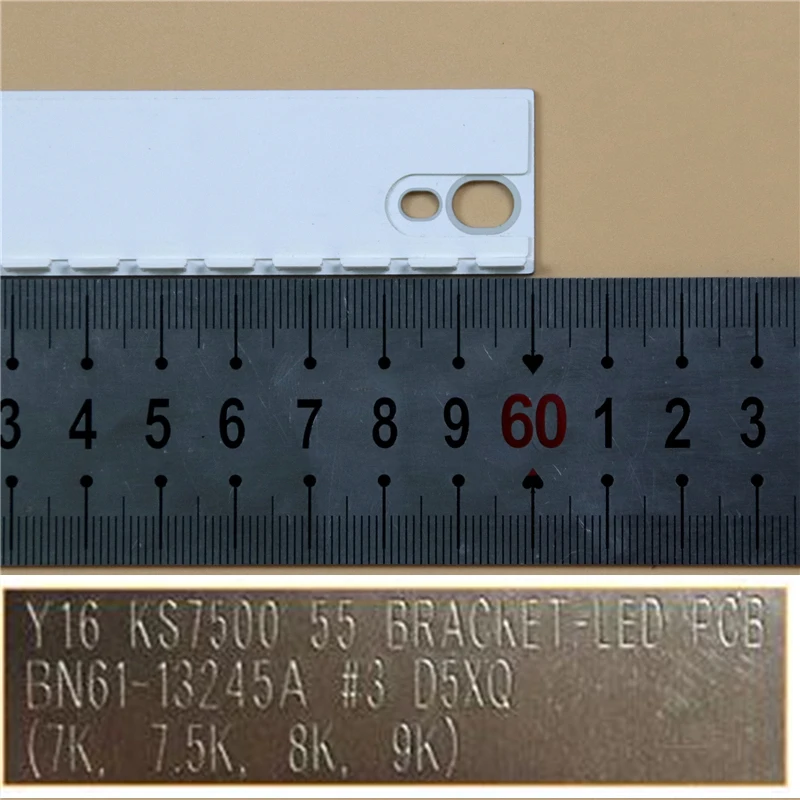 3 4 5 6 7 8 9 60 1 2 3
Y16 KS7500 55 BRACKET-LED PCB
BN61-13245A #3 D5XQ
(7K, 7.5K, 8K, 9K)